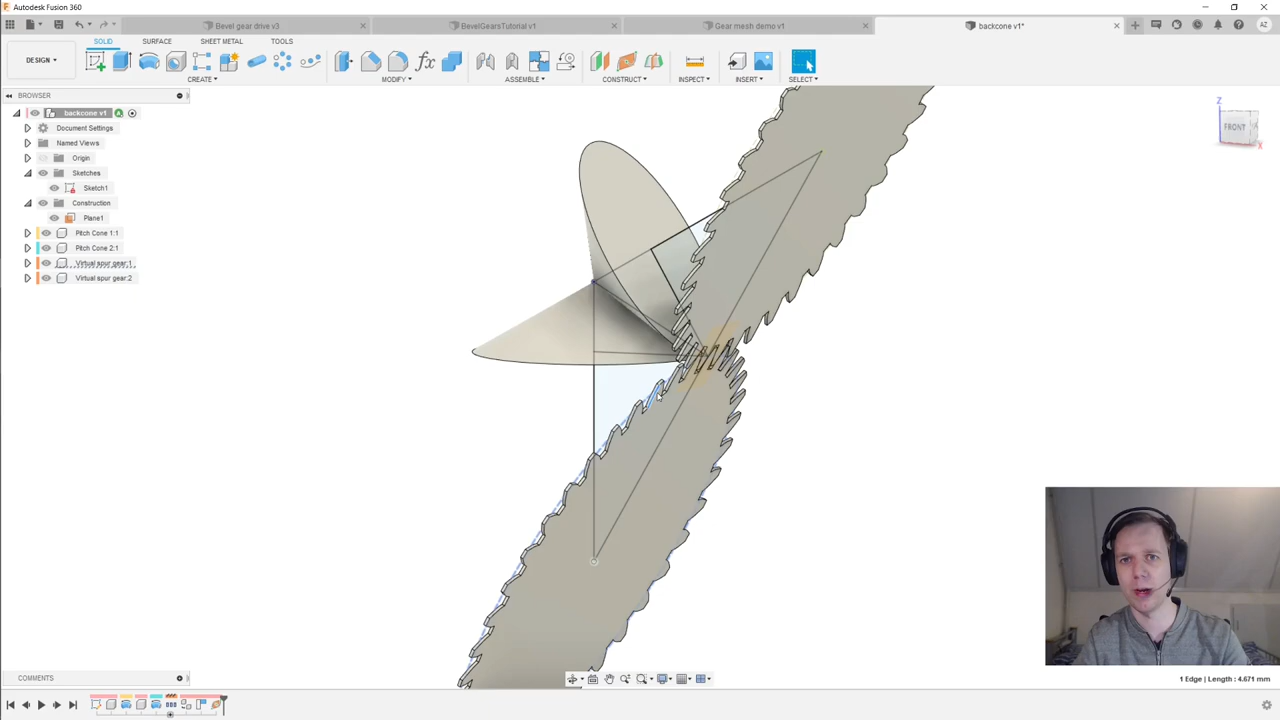 Autodesk Fusion 360
Bevel gear drive v3
BevelGearsTutorial v1
Gear mesh demo v1
backcone v1*
DESIGN
SOLID
SURFACE
SHEET METAL
TOOLS
CREATE
MODIFY
ASSEMBLE
CONSTRUCT
INSPECT
INSERT
SELECT
BROWSER
backcone v1
Document Settings
Named Views
Origin
Sketches
Sketch1
Construction
Plane1
Pitch Cone 1:1
Pitch Cone 2:1
Virtual spur gear:1
Virtual spur gear:2
Z
FRONT
X
COMMENTS
1 Edge | Length : 4.671 mm